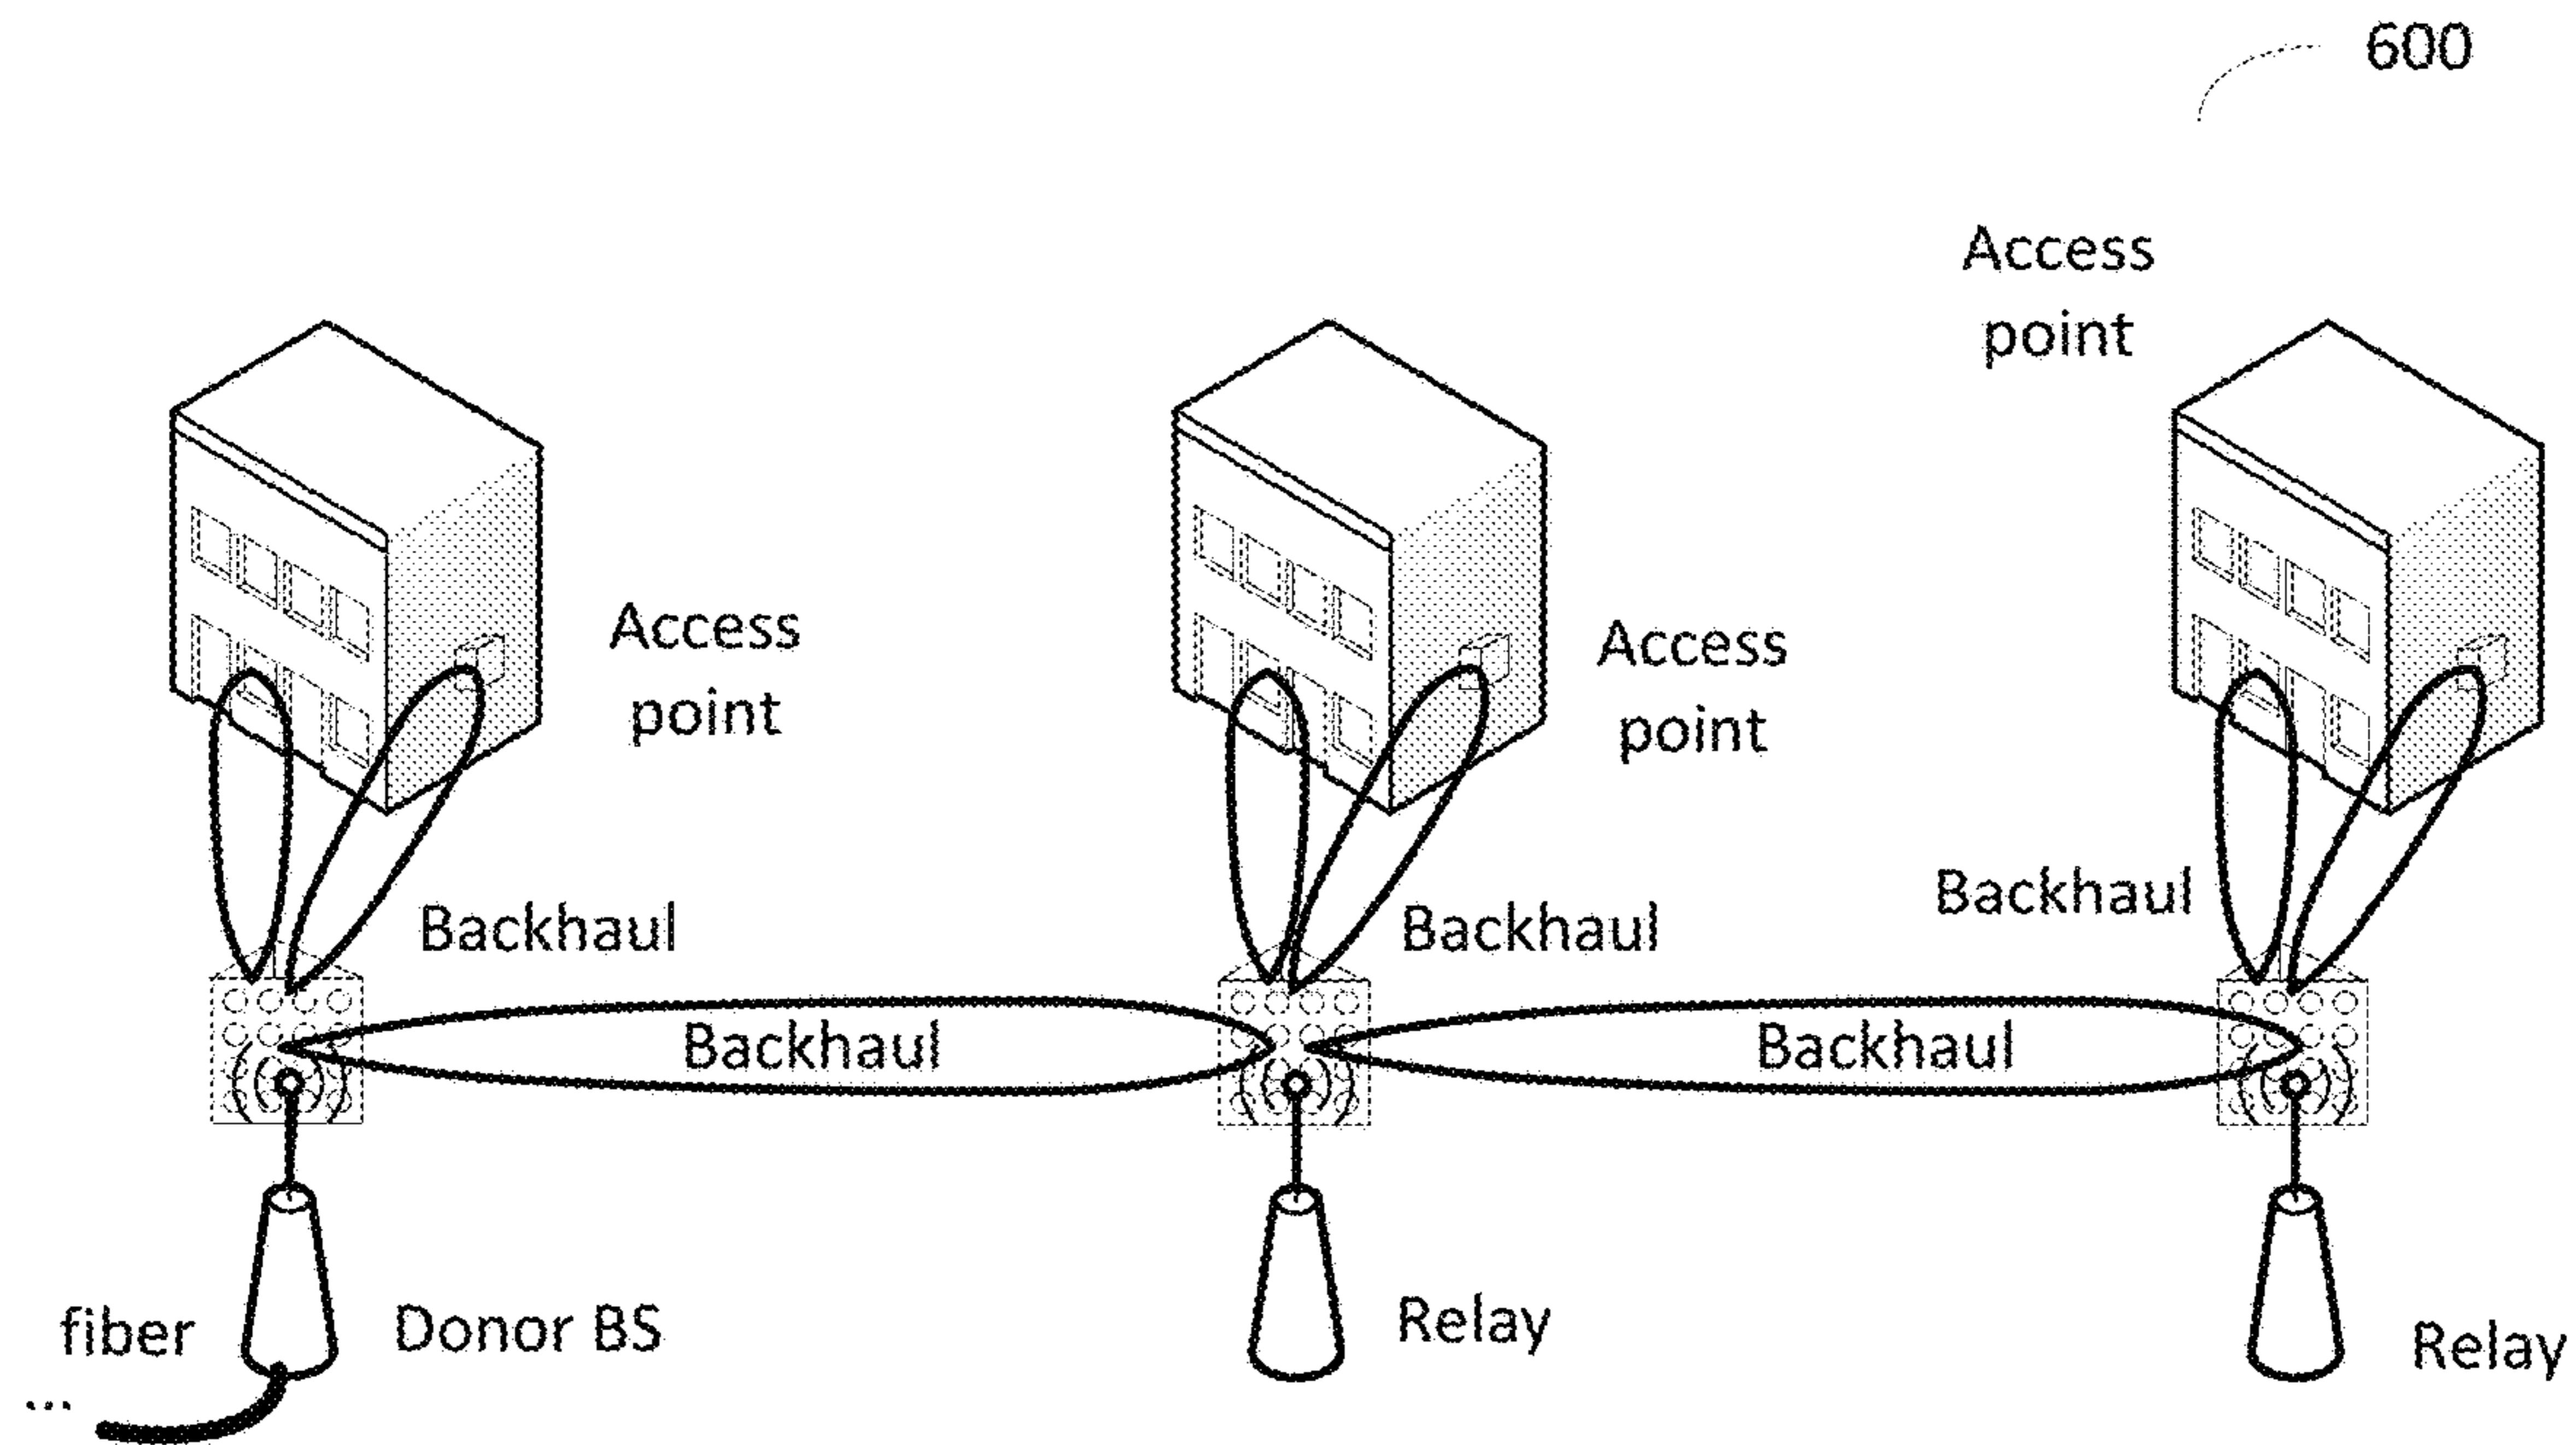 600
Access
point
Access
point
Access
point
Backhaul
Backhaul
Backhaul
Backhaul
Backhaul
fiber
Donor BS
Relay
Relay
...